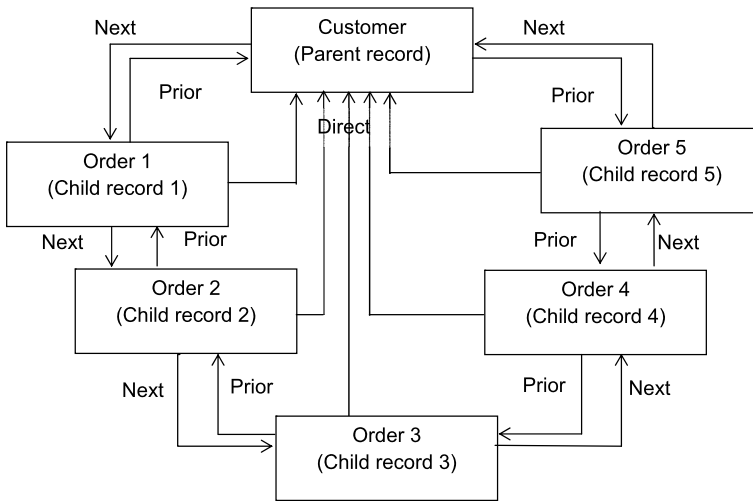 Next
Customer
(Parent record)
Next
Prior
Prior
Direct
Order 1
(Child record 1)
Order 5
(Child record 5)
Next
Prior
Prior
Next
Order 2
(Child record 2)
Order 4
(Child record 4)
Next
Prior
Prior
Next
Order 3
(Child record 3)